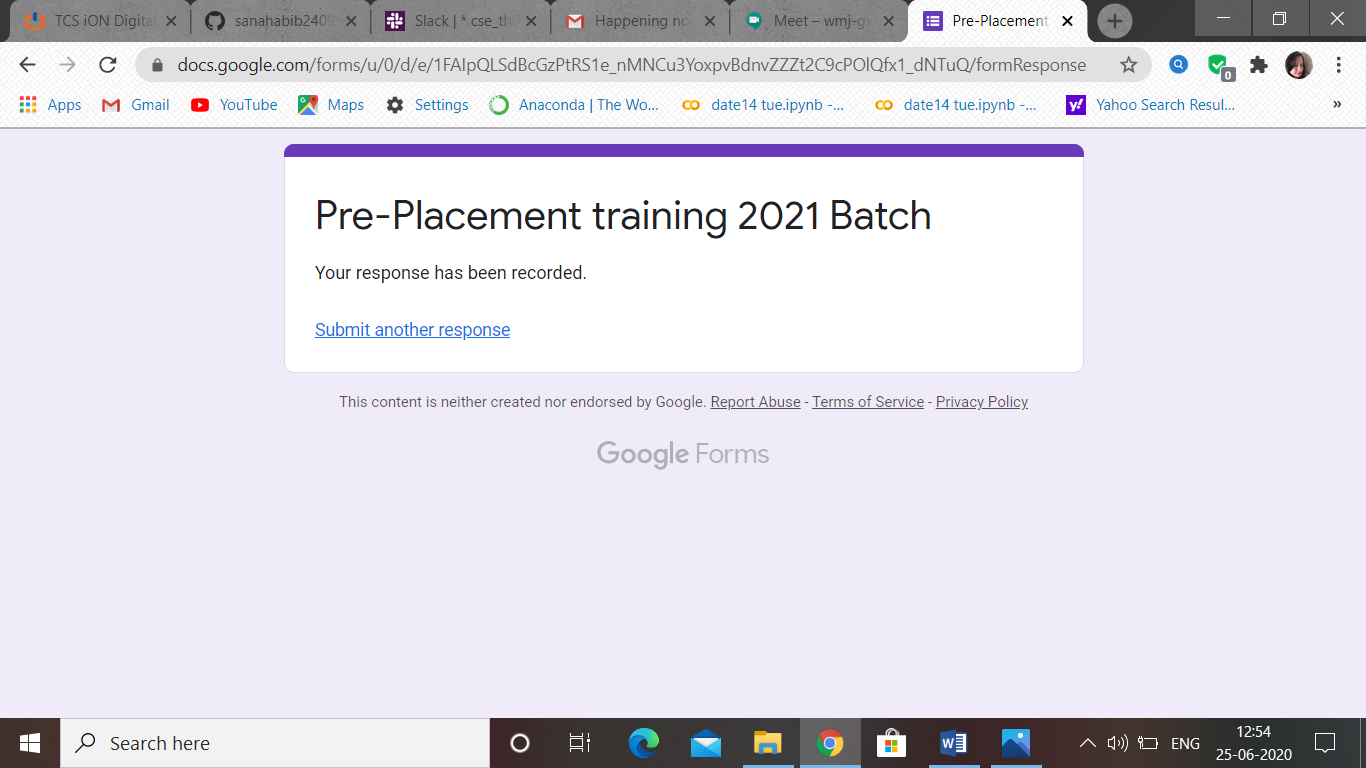 TCS iON Digita
sanahabib2409
Slack | * cse_th
Happening no
Meet – wmj-g
Pre-Placement
docs.google.com/forms/u/0/d/e/1FAIpQLSdBcGzPtRS1e_nMNCu3YoxpvBdnvZZZt2C9cPOlQfx1_dNTuQ/formResponse
0
Apps Gmail YouTube Maps Settings Anaconda | The Wo... date14 tue.ipynb -... date14 tue.ipynb -... Yahoo Search Resul... »
Pre-Placement training 2021 Batch
Your response has been recorded.
Submit another response
This content is neither created nor endorsed by Google. Report Abuse - Terms of Service - Privacy Policy
Google Forms
Search here
ENG
12:54
25-06-2020